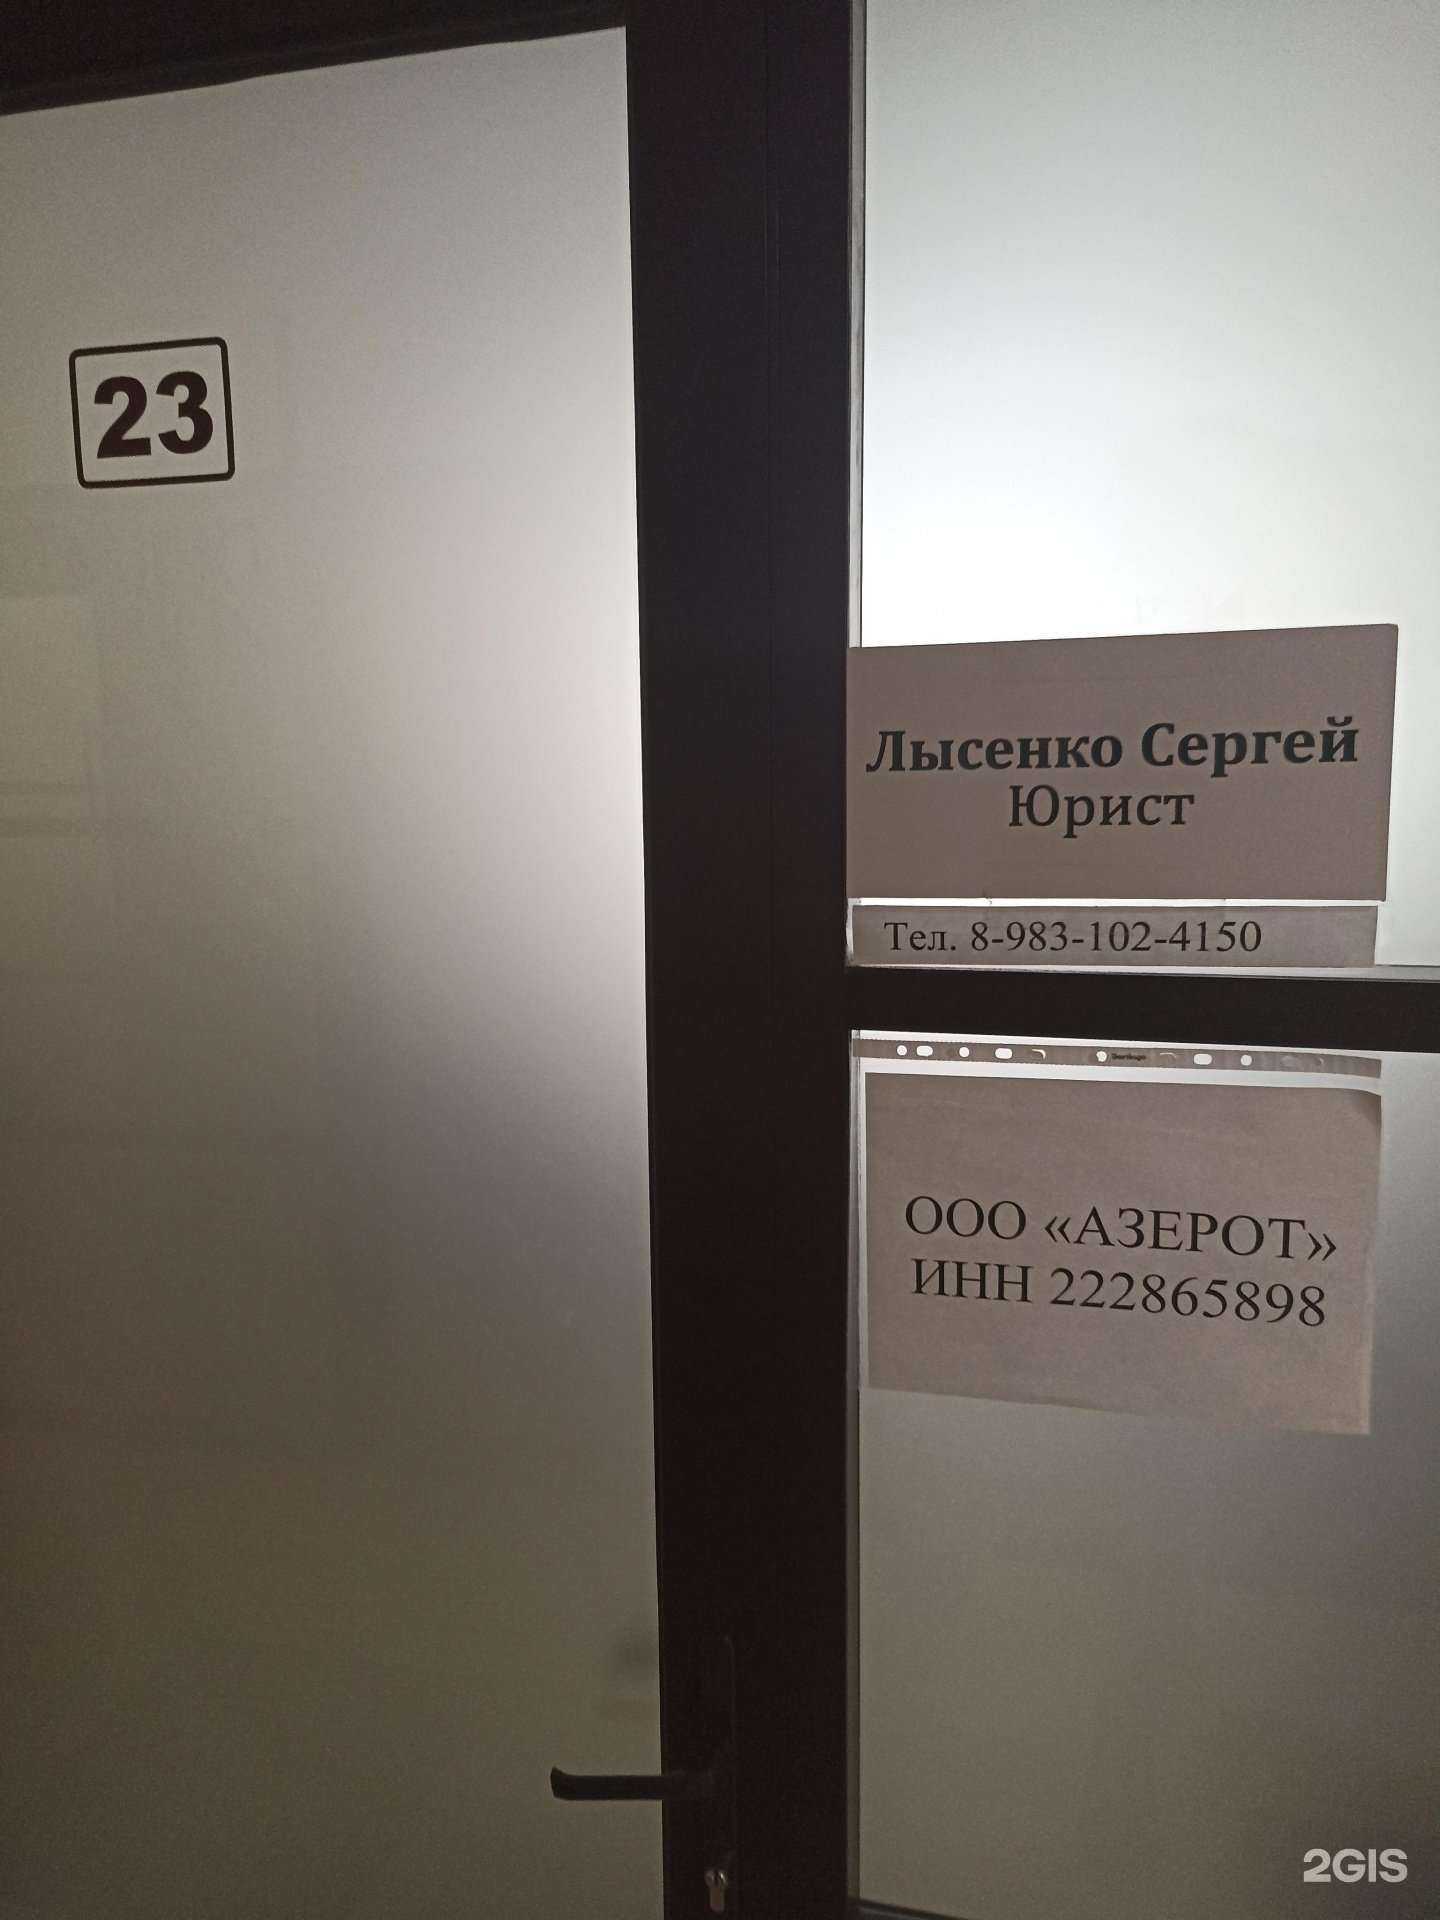 23
Лысенко Сергей
Юрист
Тел. 8-983-102-4150
ООО «АЗЕРОТ»
ИНН 222865898
2GIS